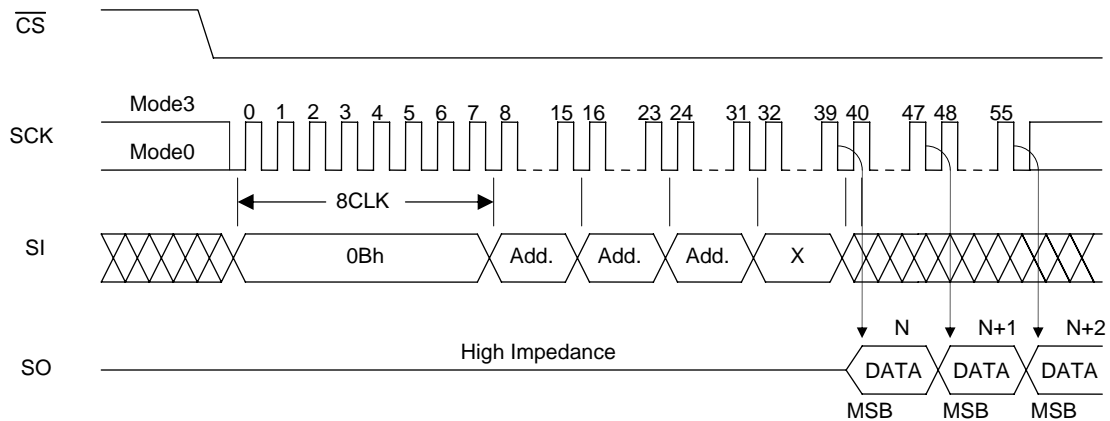 CS
Mode3
0 1 2 3 4 5 6 7 8 15 16 23 24 31 32 39 40 47 48 55
SCK
Mode0
8CLK
SI
0Bh Add. Add. Add. X
N N+1 N+2
High Impedance
SO
DATA DATA DATA
MSB MSB MSB